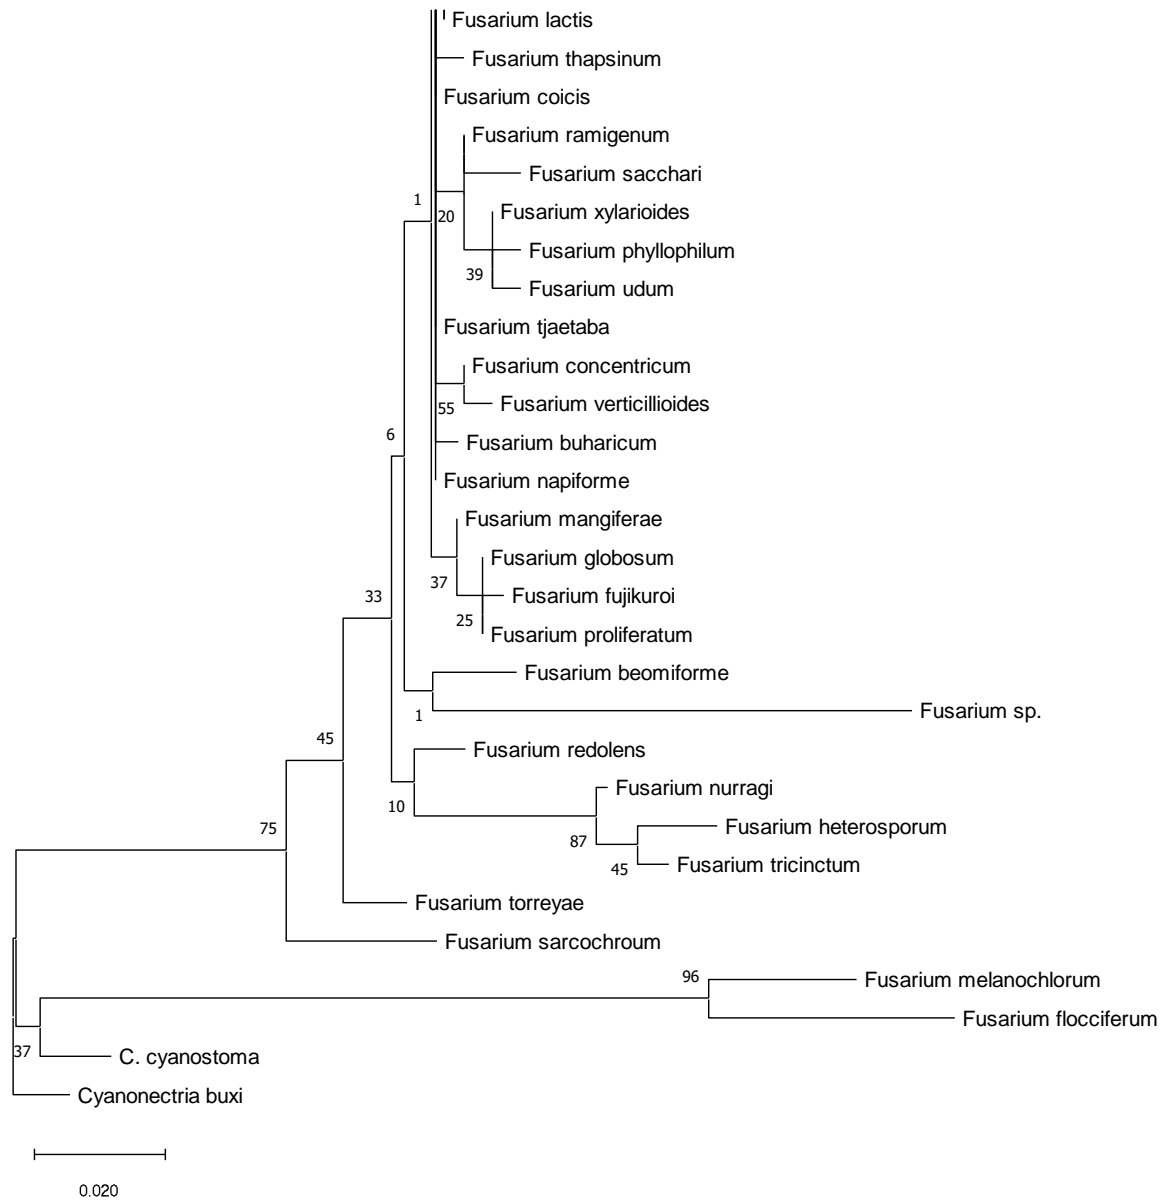 Fusarium lactis
Fusarium thapsinum
Fusarium coicis
Fusarium ramigenum
Fusarium sacchari
1
Fusarium xylarioides
20
Fusarium phyllophilum
39
Fusarium udum
Fusarium tjaetaba
Fusarium concentricum
Fusarium verticillioides
55
6
Fusarium buharicum
Fusarium napiforme
Fusarium mangiferae
Fusarium globosum
37
33
Fusarium fujikuroi
25
Fusarium proliferatum
Fusarium beomiforme
1
Fusarium sp.
45
Fusarium redolens
Fusarium nurragi
10
75
Fusarium heterosporum
87
45
Fusarium tricinctum
Fusarium torreyae
Fusarium sarcochroum
96
Fusarium melanochlorum
Fusarium flocciferum
37
C. cyanostoma
Cyanonectria buxi
0.020